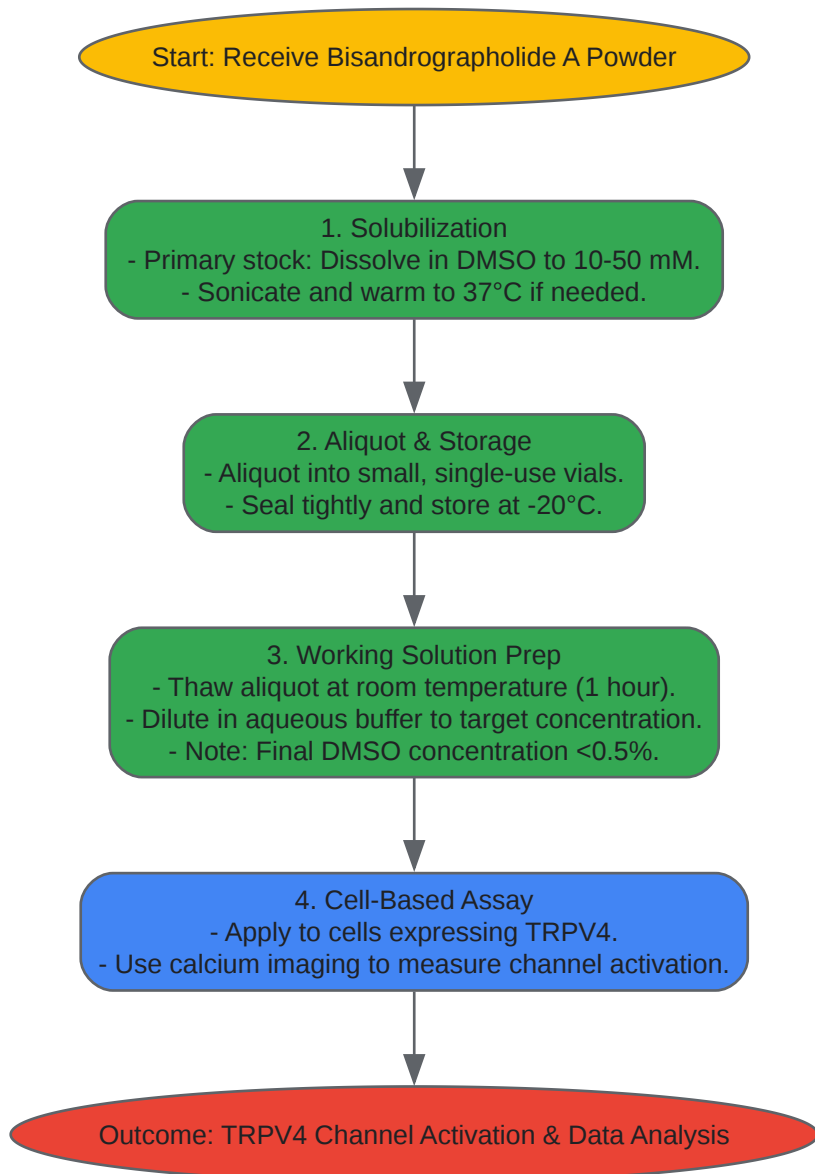 Start: Receive Bisandrographolide A Powder
1. Solubilization
- Primary stock: Dissolve in DMSO to 10-50 mM.
- Sonicate and warm to 37°C if needed.
2. Aliquot & Storage
- Aliquot into small, single-use vials.
- Seal tightly and store at -20°C.
3. Working Solution Prep
- Thaw aliquot at room temperature (1 hour).
- Dilute in aqueous buffer to target concentration.
- Note: Final DMSO concentration <0.5%.
4. Cell-Based Assay
- Apply to cells expressing TRPV4.
- Use calcium imaging to measure channel activation.
Outcome: TRPV4 Channel Activation & Data Analysis